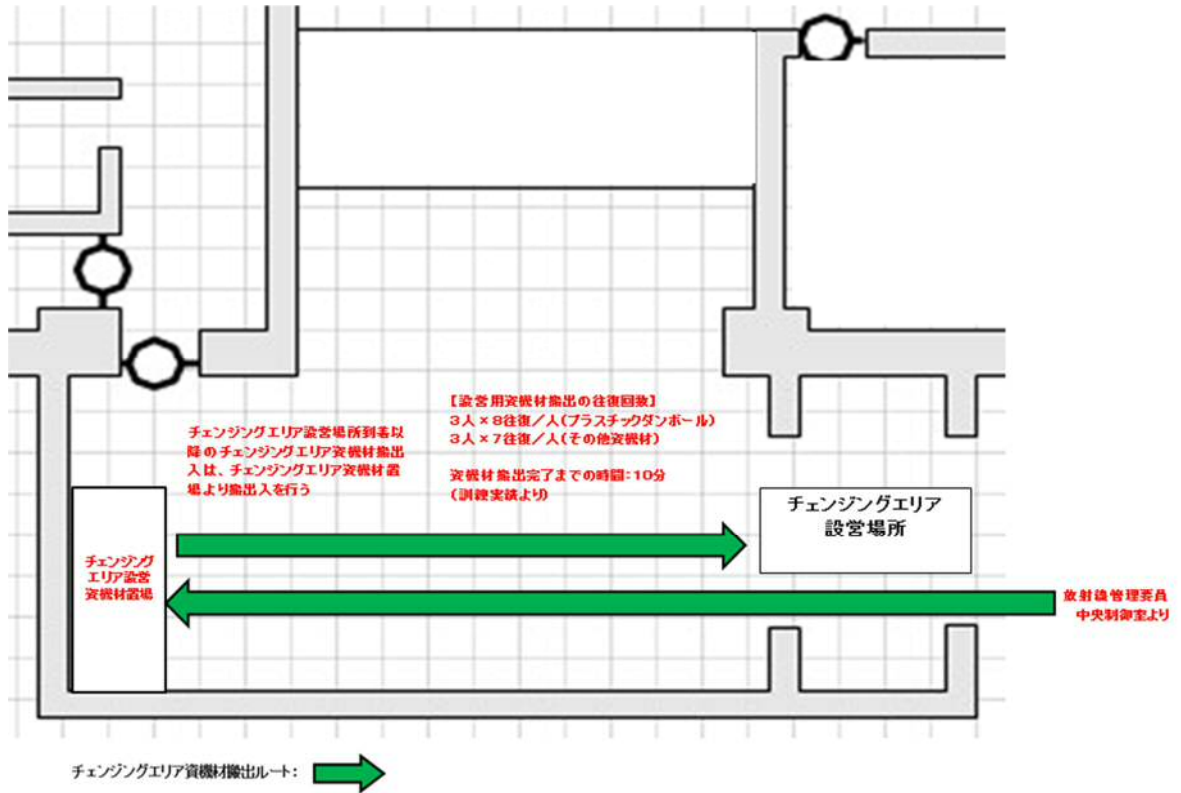 【設営用資機材搬出の往復回数】
3人×8往復／人(プラスチックダンボール)
3人×7往復／人(その他資機材)
資機材搬出完了までの時間：10分
(訓練実績より)
チェンジングエリア設営場所到着以
降のチェンジングエリア資機材搬出
入は、チェンジングエリア資機材置
場より搬出入を行う
チェンジングエリア
設営場所
チェンジング
エリア設営
資機材置場
放射線管理要員
中央制御室より
チェンジングエリア資機材搬出ルート：